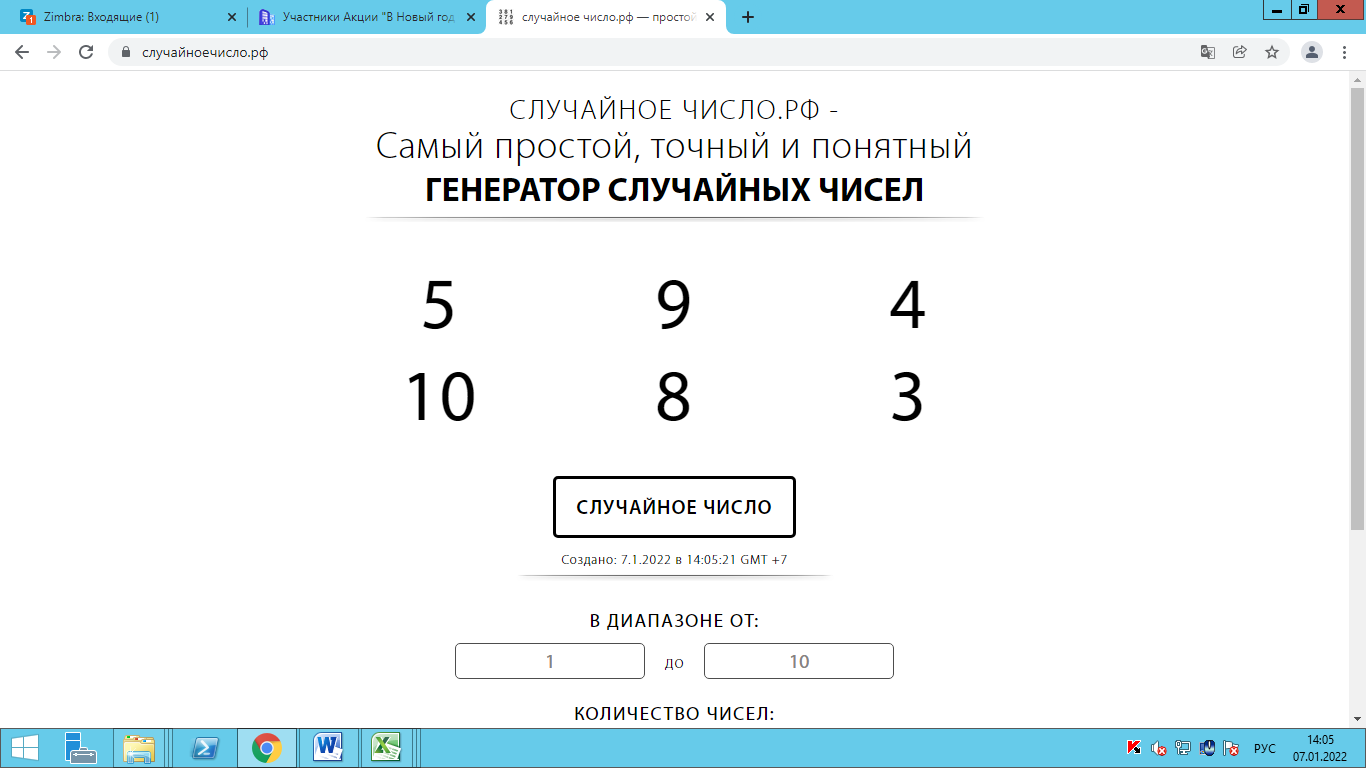 Zimbra: Входящие (1)
Участники Акции "В Новый год
случайное число.рф — простой
случайноечисло.рф
СЛУЧАЙНОЕ ЧИСЛО.РФ -
Самый простой, точный и понятный
ГЕНЕРАТОР СЛУЧАЙНЫХ ЧИСЕЛ
5 9 4
10 8 3
СЛУЧАЙНОЕ ЧИСЛО
Создано: 7.1.2022 в 14:05:21 GMT +7
В ДИАПАЗОНЕ ОТ:
1 до 10
КОЛИЧЕСТВО ЧИСЕЛ:
РУС
14:05
07.01.2022